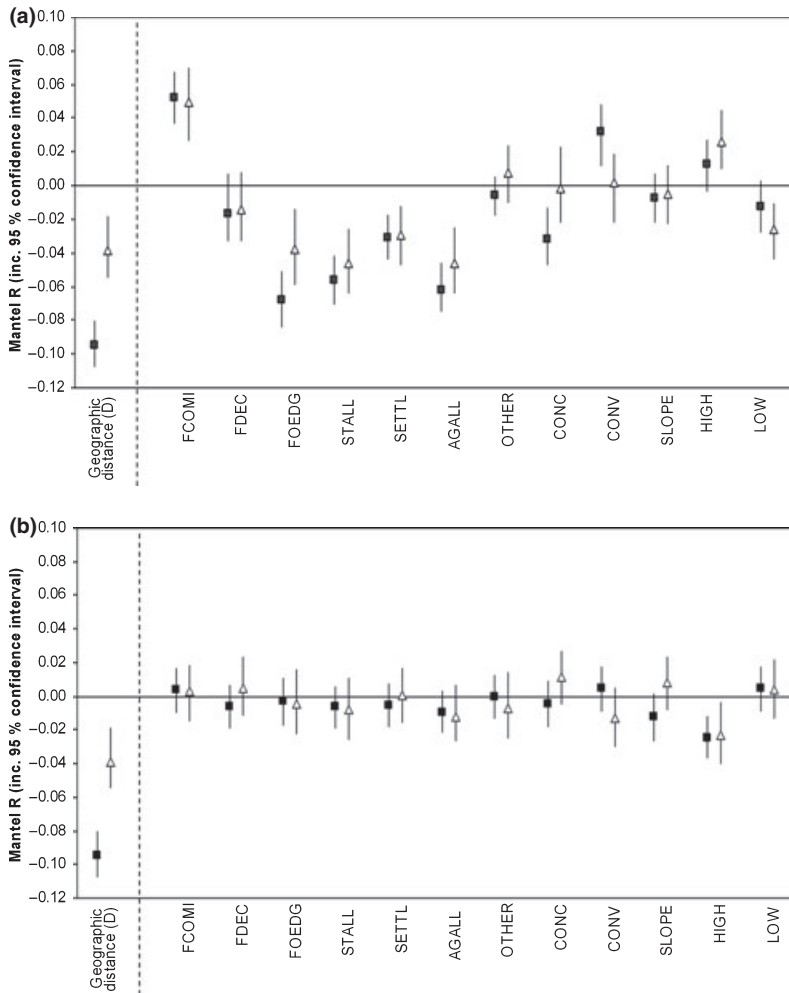 (a)
0.10
0.08
0.06
0.04
0.02
0.00
−0.02
−0.04
−0.06
−0.08
−0.10
−0.12
Mantel R (inc. 95 % confidence interval)
Geographic
distance (D)
FCOMI
FDEC
FOEDG
STALL
SETTL
AGALL
OTHER
CONC
CONV
SLOPE
HIGH
LOW
(b)
0.10
0.08
0.06
0.04
0.02
0.00
−0.02
−0.04
−0.06
−0.08
−0.10
−0.12
Mantel R (inc. 95 % confidence interval)
Geographic
distance (D)
FCOMI
FDEC
FOEDG
STALL
SETTL
AGALL
OTHER
CONC
CONV
SLOPE
HIGH
LOW